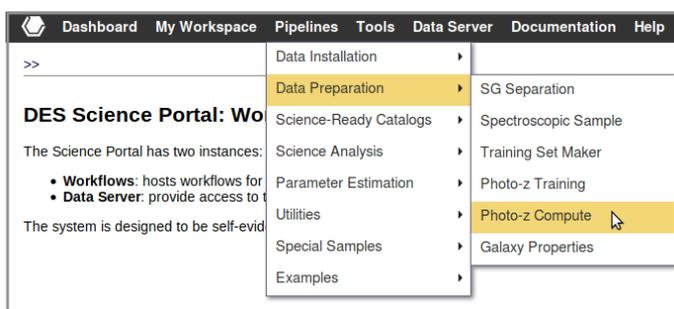 Dashboard My Workspace Pipelines Tools Data Server Documentation Help
>>
DES Science Portal: Wo
The Science Portal has two instances:
• Workflows: hosts workflows for
• Data Server: provide access to t
The system is designed to be self-evid
Data Installation
Data Preparation
Science-Ready Catalogs
Science Analysis
Parameter Estimation
Utilities
Special Samples
Examples
SG Separation
Spectroscopic Sample
Training Set Maker
Photo-z Training
Photo-z Compute
Galaxy Properties